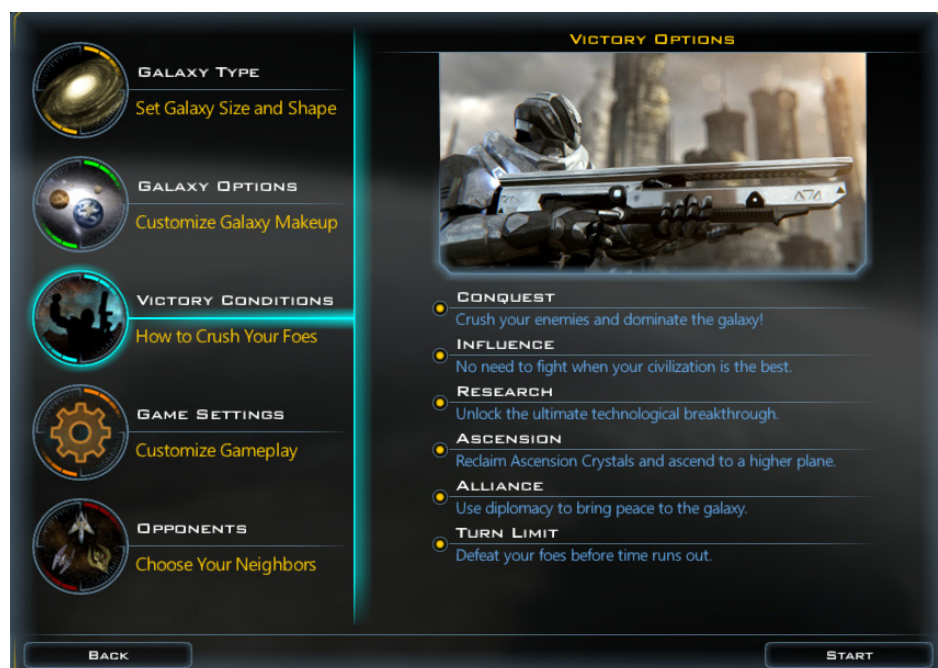 Galaxy Type
Set Galaxy Size and Shape
Galaxy Options
Customize Galaxy Makeup
Victory Conditions
How to Crush Your Foes
Game Settings
Customize Gameplay
Opponents
Choose Your Neighbors
Victory Options
Conquest
Crush your enemies and dominate the galaxy!
Influence
No need to fight when your civilization is the best.
Research
Unlock the ultimate technological breakthrough.
Ascension
Reclaim Ascension Crystals and ascend to a higher plane.
Alliance
Use diplomacy to bring peace to the galaxy.
Turn Limit
Defeat your foes before time runs out.
Back
Start